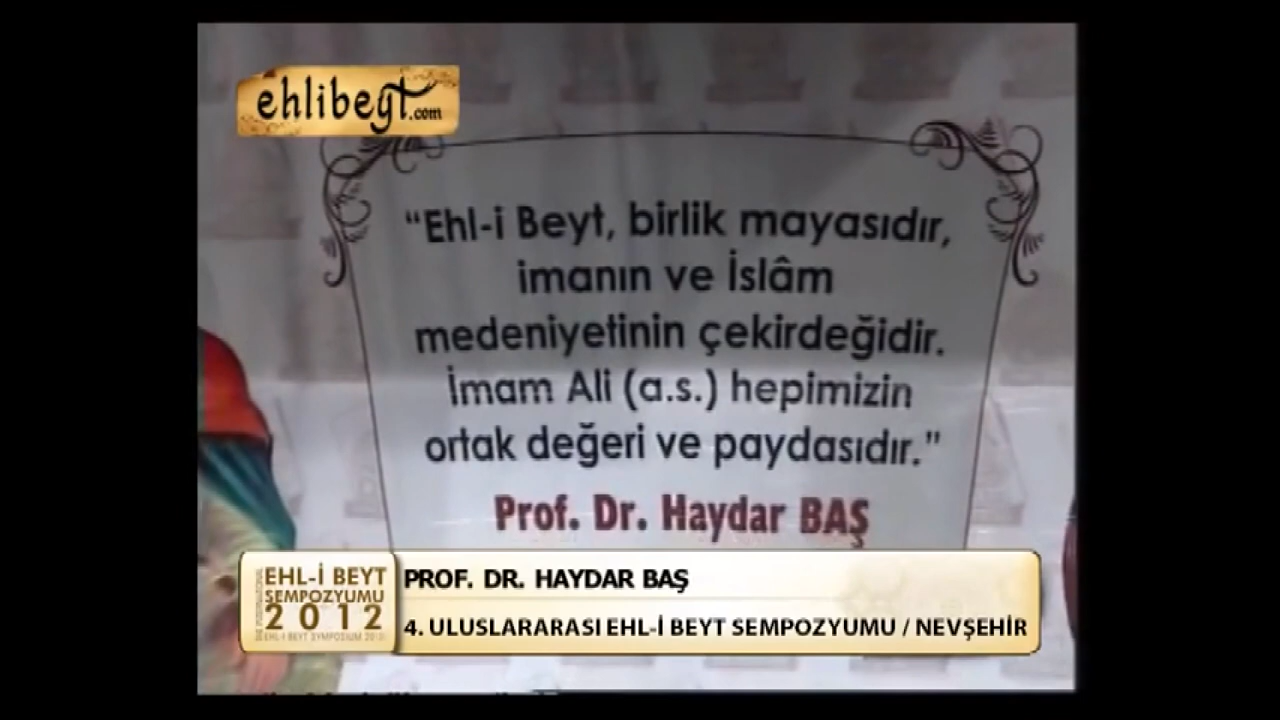 ehlibeyt.com
“Ehl-i Beyt, birlik mayasıdır,
imanın ve İslâm
medeniyetinin çekirdeğidir.
İmam Ali (a.s.) hepimizin
ortak değeri ve paydasıdır.”
Prof. Dr. Haydar BAŞ
EHL-İ BEYT
SEMPOZYUMU
2012
PROF. DR. HAYDAR BAŞ
4. ULUSLARARASI EHL-İ BEYT SEMPOZYUMU / NEVŞEHİR